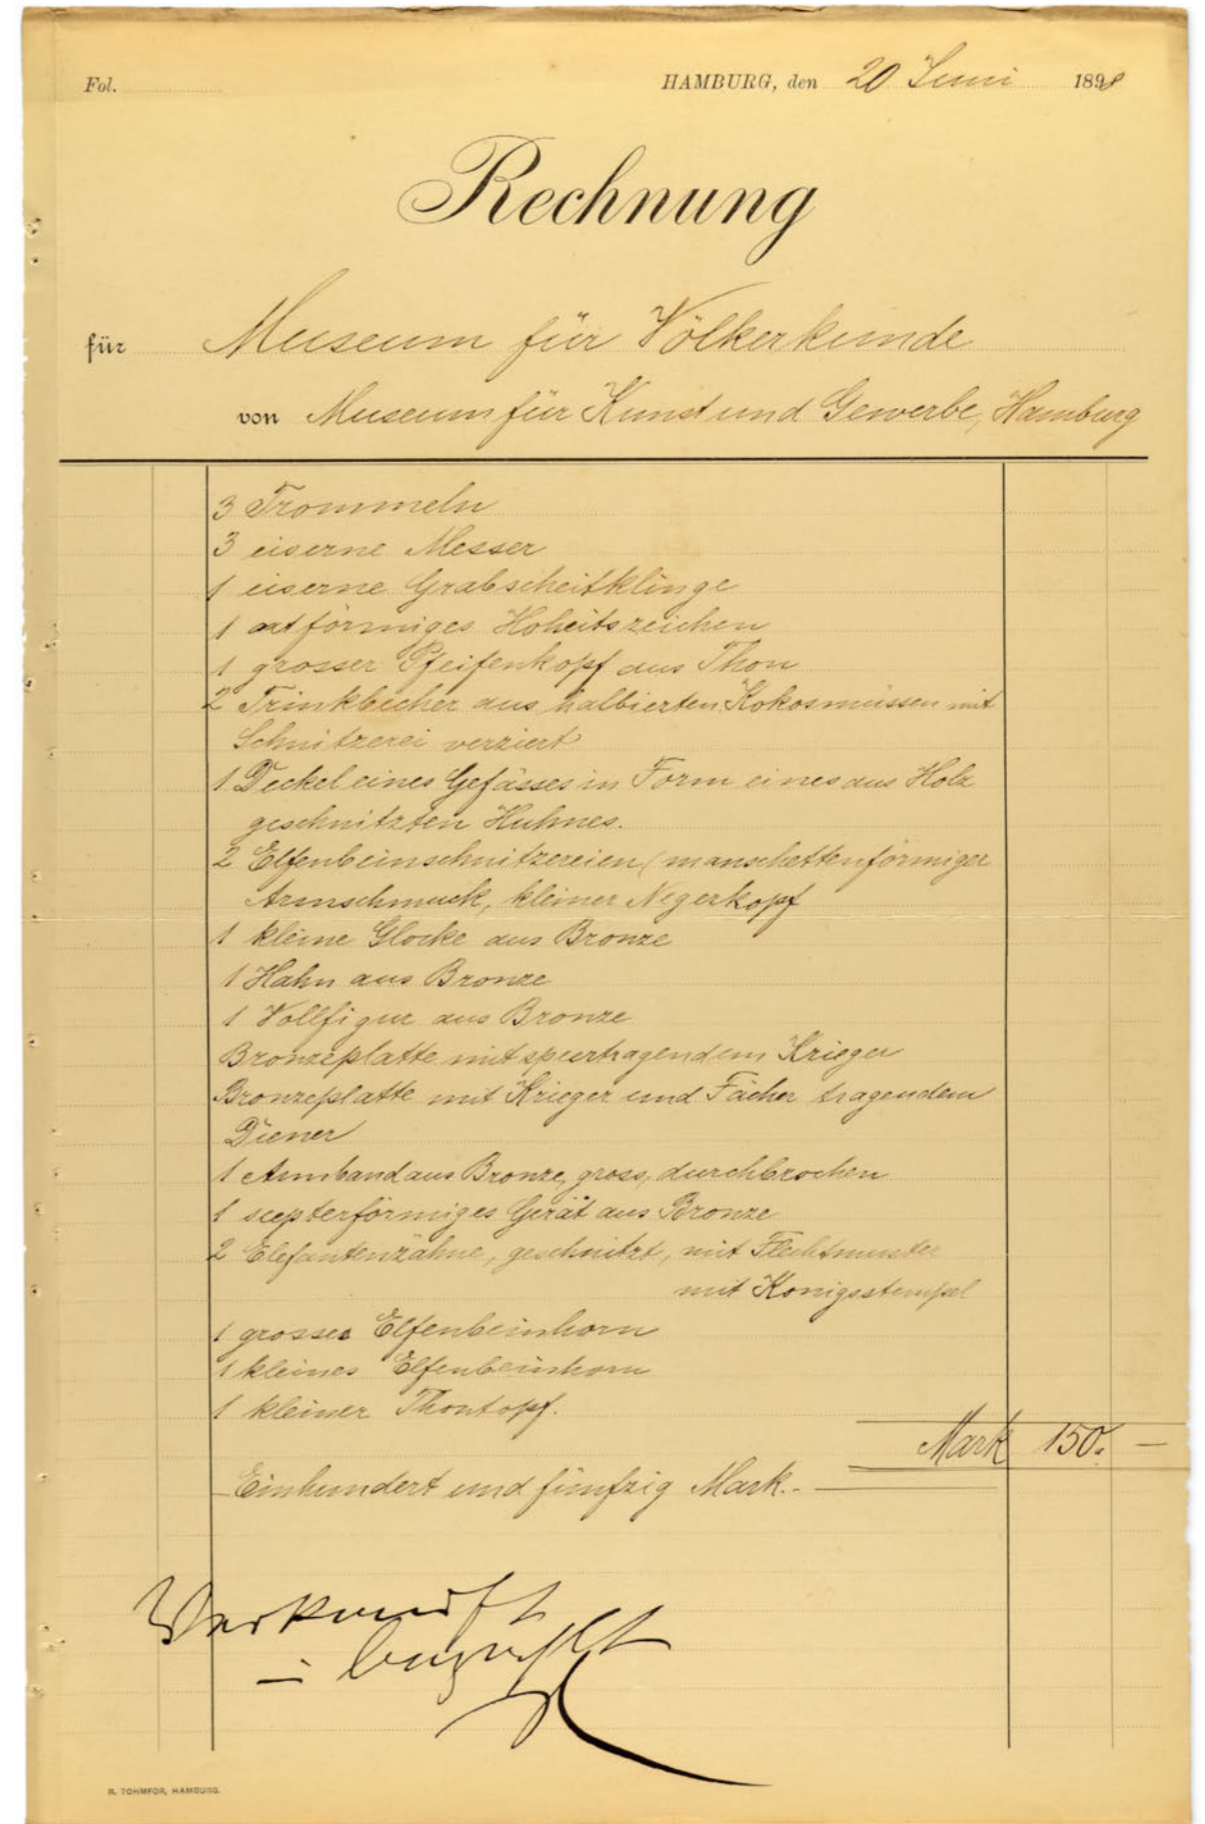 Fol.
HAMBURG, den 20 Juni 1898
Rechnung
für Museum für Völkerkunde
von Museum für Kunst und Gewerbe, Hamburg
3 Trommeln
3 eiserne Messer
1 eiserne Grabscheitklinge
1 axtförmiges Hoheitszeichen
1 grosser Pfeifenkopf aus Thon
2 Trinkbecher aus halbierten Kokosnüssen mit
Schnitzerei verziert
1 Deckel eines Gefässes in Form eines aus Holz
geschnitzten Huhnes.
2 Elfenbeinschnitzereien (manschettenförmiger
Armschmuck, kleiner Negerkopf
1 kleine Glocke aus Bronze
1 Hahn aus Bronze
1 Vollfigur aus Bronze
Bronzeplatte mit speertragendem Krieger
Bronzeplatte mit Krieger und Fächer tragendem
Diener
1 Armband aus Bronze, gross, durchbrochen
1 scepterförmiges Gerät aus Bronze
2 Elefantenzähne, geschnitzt, mit Flechtmuster
mit Königsstempel
1 grosses Elfenbeinhorn
1 kleines Elfenbeinhorn
1 kleiner Thontopf.
Mark 150. —
Einhundert und fünfzig Mark.-
Verkauft
bezahlt
R. TOHMFOR, HAMBURG.